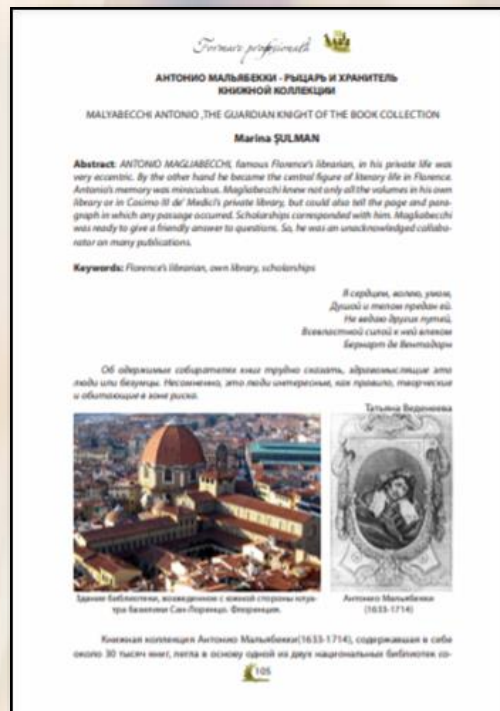 Formare profesională
АНТОНИО МАЛЬЯБЕККИ - РЫЦАРЬ И ХРАНИТЕЛЬ
КНИЖНОЙ КОЛЛЕКЦИИ
MALYABECCHI ANTONIO ,THE GUARDIAN KNIGHT OF THE BOOK COLLECTION
Marina ȘULMAN
Abstract: ANTONIO MAGLIABECCHI, famous Florence's librarian, in his private life was
very eccentric. By the other hand he became the central figure of literary life in Florence.
Antonio's memory was miraculous. Magliabecchi knew not only all the volumes in his own
library or in Cosimo III de' Medici's private library, but could also tell the page and para-
graph in which any passage occurred. Scholarships corresponded with him. Magliabecchi
was ready to give a friendly answer to questions. So, he was an unacknowledged collabo-
rator on many publications.
Keywords: Florence's librarian, own library, scholarships
Я сердцем, волею, умом,
Душой и телом предан ей.
Не ведаю других путей,
Всевластной силой к ней влеком
Бернарт де Вентадорн
Об одержимых собирателях книг трудно сказать, здравомыслящие это
люди или безумцы. Несомненно, это люди интересные, как правило, творческие
и обитающие в зоне риска.
Татьяна Веденеева
Здание библиотеки, возведенное с южной стороны клуат-
ра базилики Сан-Лоренцо. Флоренция.
Антонио Мальябекки
(1633-1714)
Книжная коллекция Антонио Мальябекки(1633-1714), содержавшая в себе
около 30 тысяч книг, легла в основу одной из двух национальных библиотек со-
105